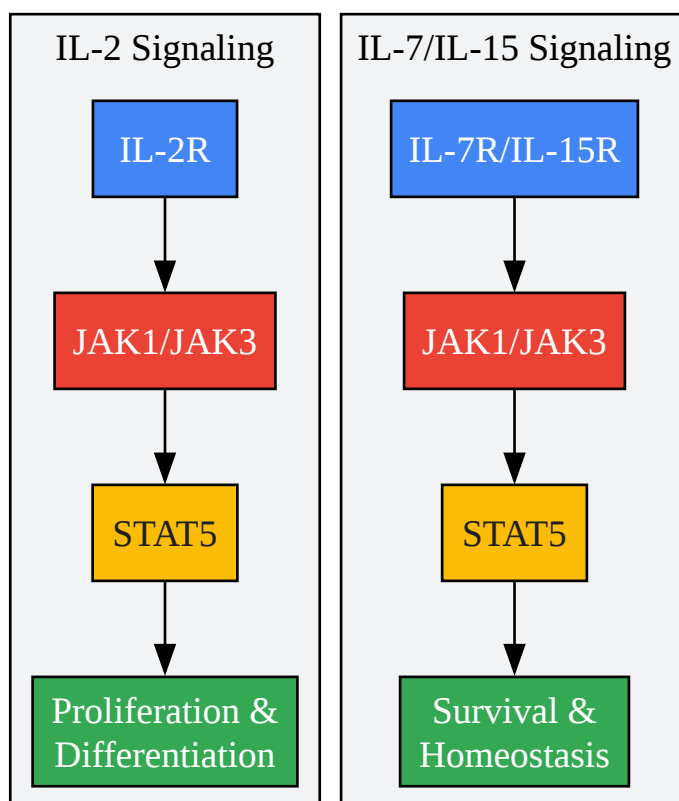 IL-2 Signaling
IL-2R
JAK1/JAK3
STAT5
Proliferation &
Differentiation
IL-7/IL-15 Signaling
IL-7R/IL-15R
JAK1/JAK3
STAT5
Survival &
Homeostasis